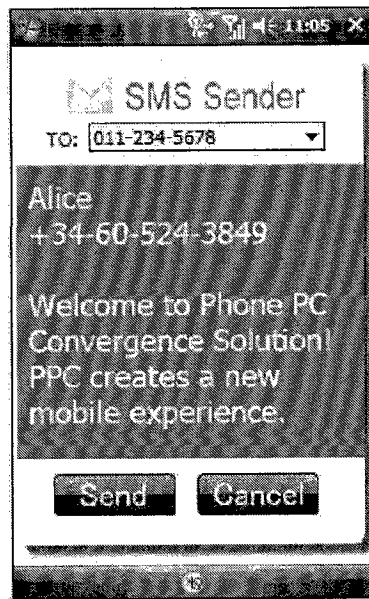 11:05 X
SMS Sender
TO: 011-234-5678
Alice
+34-60-524-3849
Welcome to Phone PC
Convergence Solution!
PPC creates a new
mobile experience.
Send Cancel